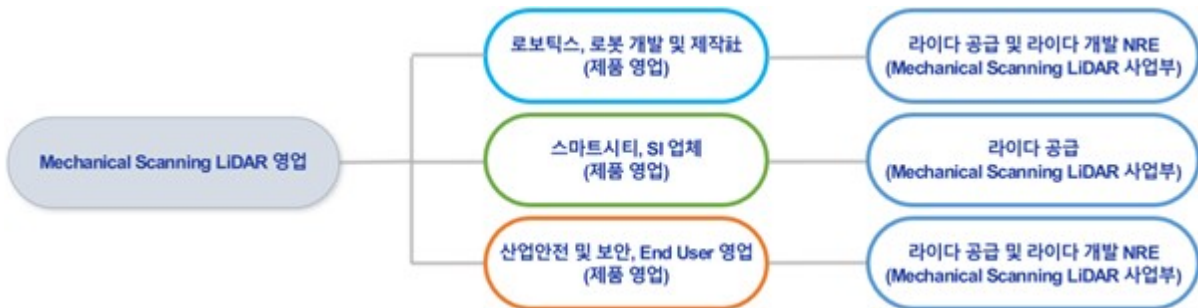 Mechanical Scanning LiDAR 영업
로보틱스, 로봇 개발 및 제작社
(제품 영업)
라이다 공급 및 라이다 개발 NRE
(Mechanical Scanning LiDAR 사업부)
스마트시티, SI 업체
(제품 영업)
라이다 공급
(Mechanical Scanning LiDAR 사업부)
산업안전 및 보안, End User 영업
(제품 영업)
라이다 공급 및 라이다 개발 NRE
(Mechanical Scanning LiDAR 사업부)